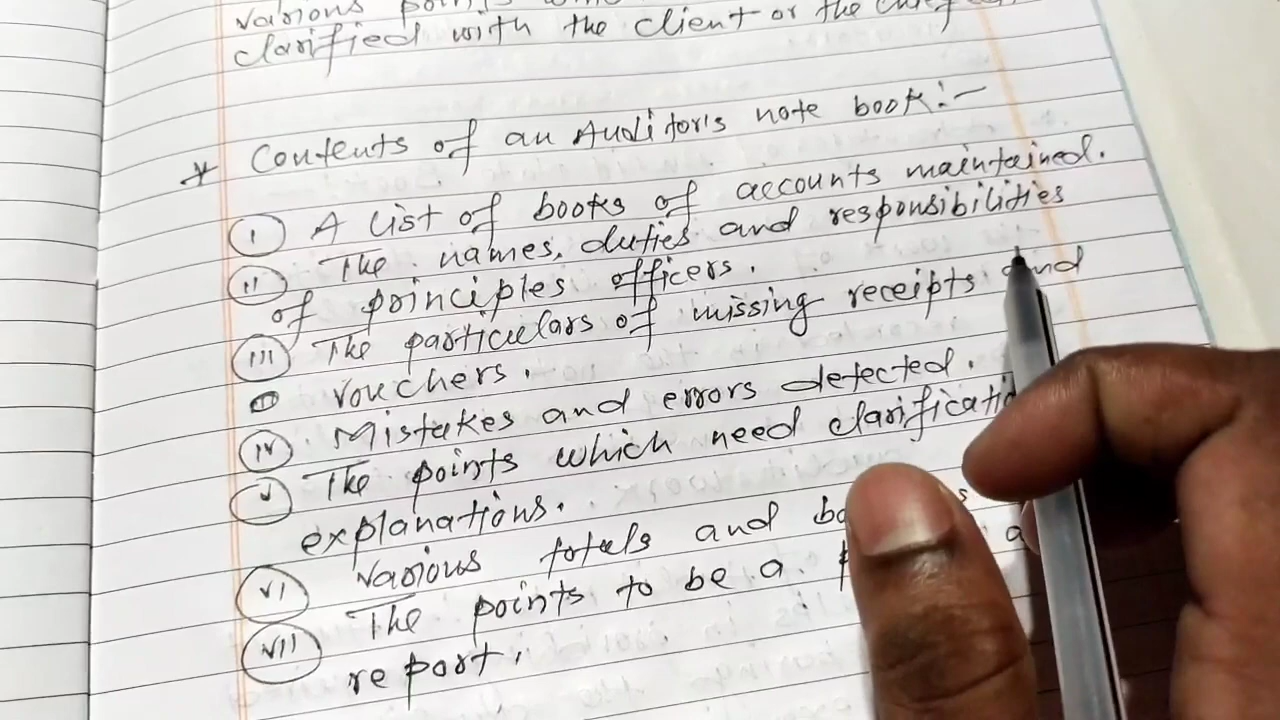 various points
clarified with the client or the
* Contents of an Auditor's note book:-
(I) A List of books of accounts maintained.
(II) The names, duties and responsibilities
of principles officers.
(III) The particulars of missing receipts and
vouchers.
(IV) Mistakes and errors detected.
(V) The points which need
explanations.
(VI) Various totals and
(VII) The points to be a
report.